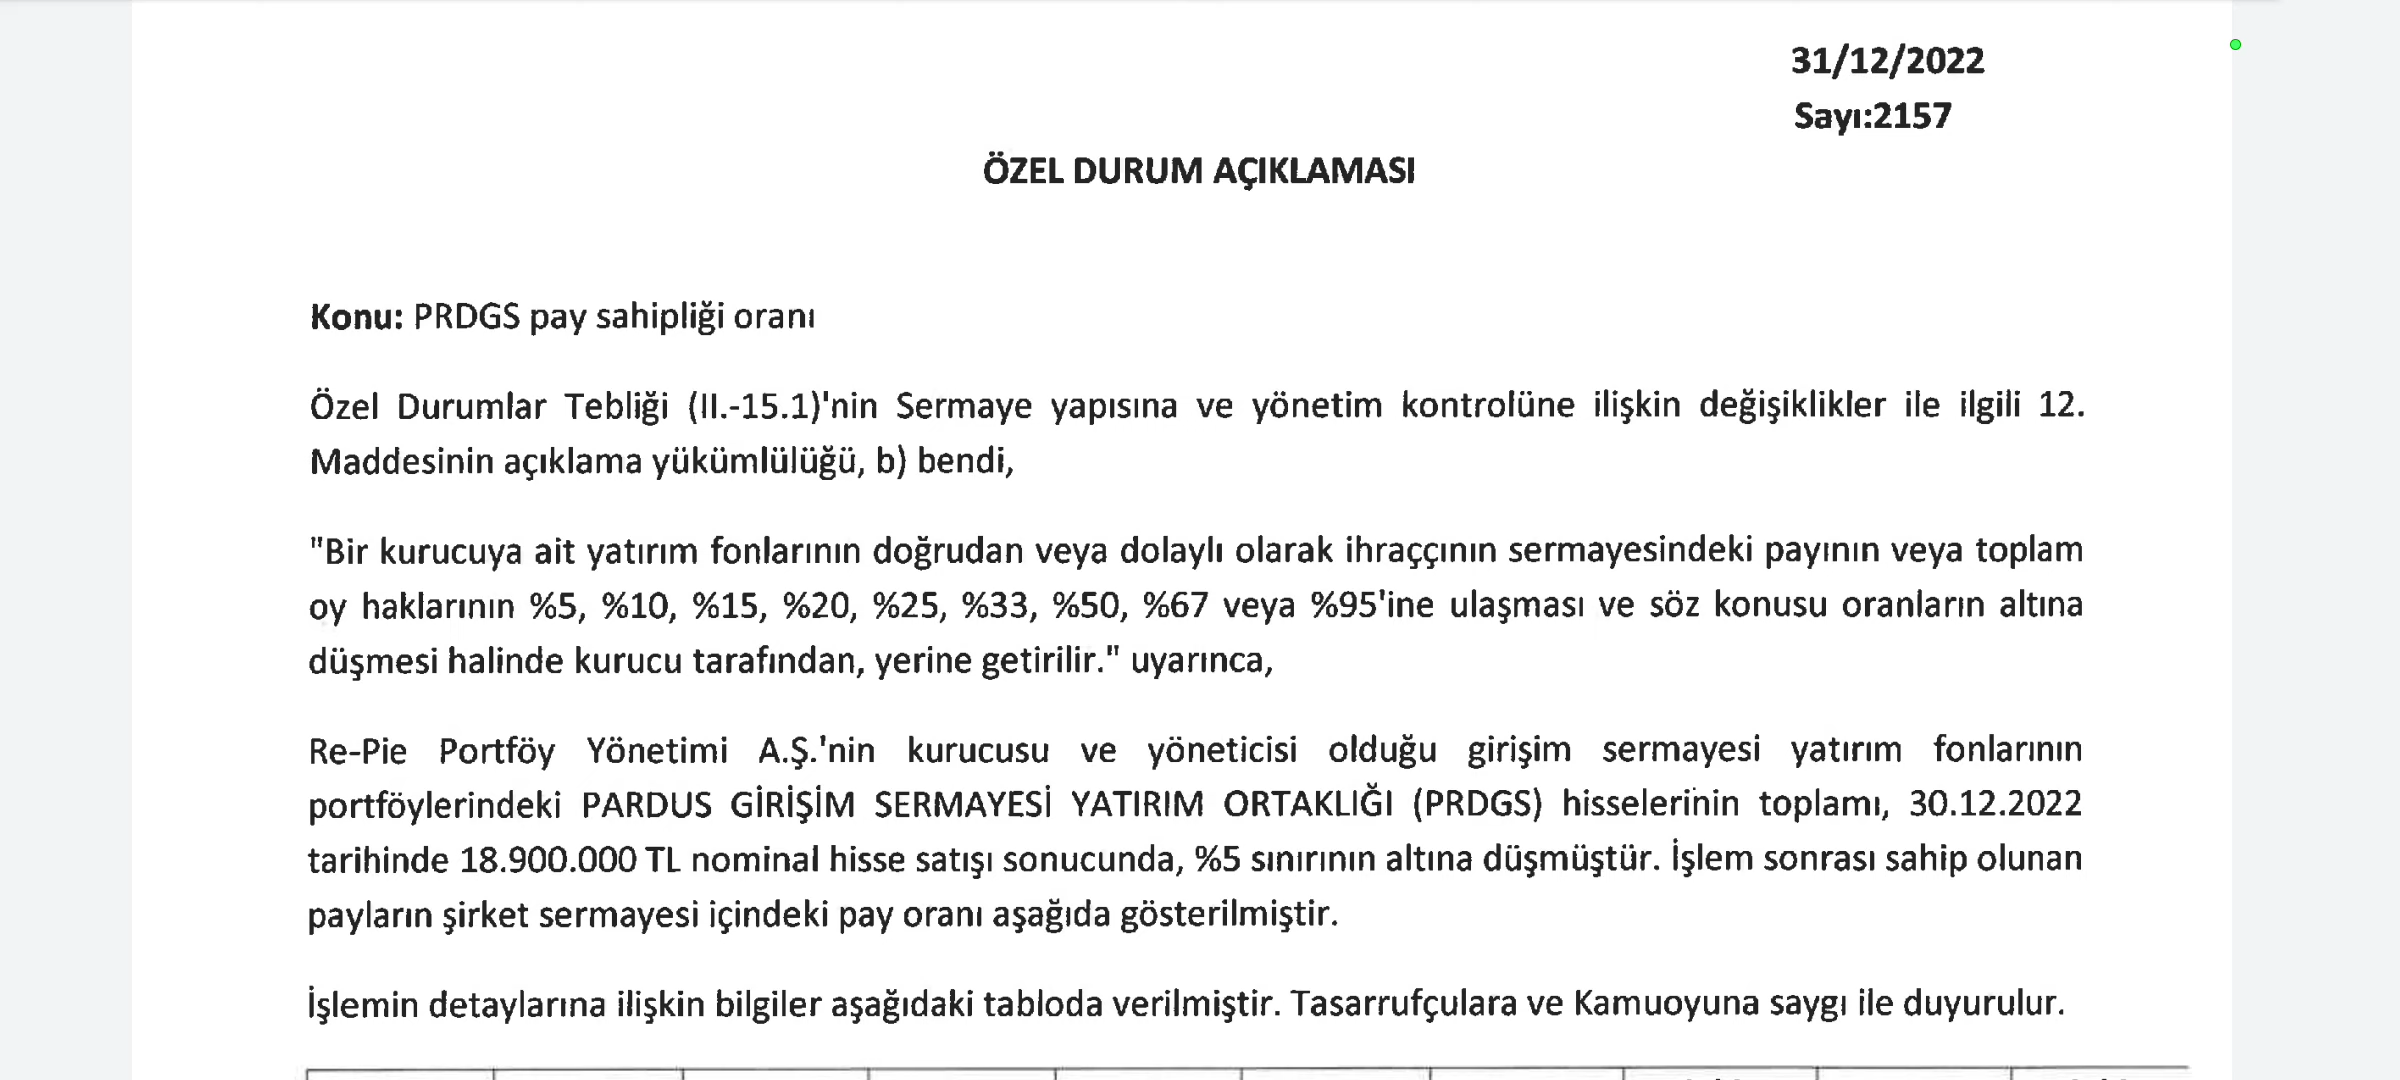 31/12/2022
Sayı:2157
ÖZEL DURUM AÇIKLAMASI
Konu: PRDGS pay sahipliği oranı
Özel Durumlar Tebliği (II.-15.1)'nin Sermaye yapısına ve yönetim kontrolüne ilişkin değişiklikler ile ilgili 12.
Maddesinin açıklama yükümlülüğü, b) bendi,
"Bir kurucuya ait yatırım fonlarının doğrudan veya dolaylı olarak ihraççının sermayesindeki payının veya toplam
oy haklarının %5, %10, %15, %20, %25, %33, %50, %67 veya %95'ine ulaşması ve söz konusu oranların altına
düşmesi halinde kurucu tarafından, yerine getirilir." uyarınca,
Re-Pie Portföy Yönetimi A.Ş.'nin kurucusu ve yöneticisi olduğu girişim sermayesi yatırım fonlarının
portföylerindeki PARDUS GİRİŞİM SERMAYESİ YATIRIM ORTAKLIĞI (PRDGS) hisselerinin toplamı, 30.12.2022
tarihinde 18.900.000 TL nominal hisse satışı sonucunda, %5 sınırının altına düşmüştür. İşlem sonrası sahip olunan
payların şirket sermayesi içindeki pay oranı aşağıda gösterilmiştir.
İşlemin detaylarına ilişkin bilgiler aşağıdaki tabloda verilmiştir. Tasarrufçulara ve Kamuoyuna saygı ile duyurulur.